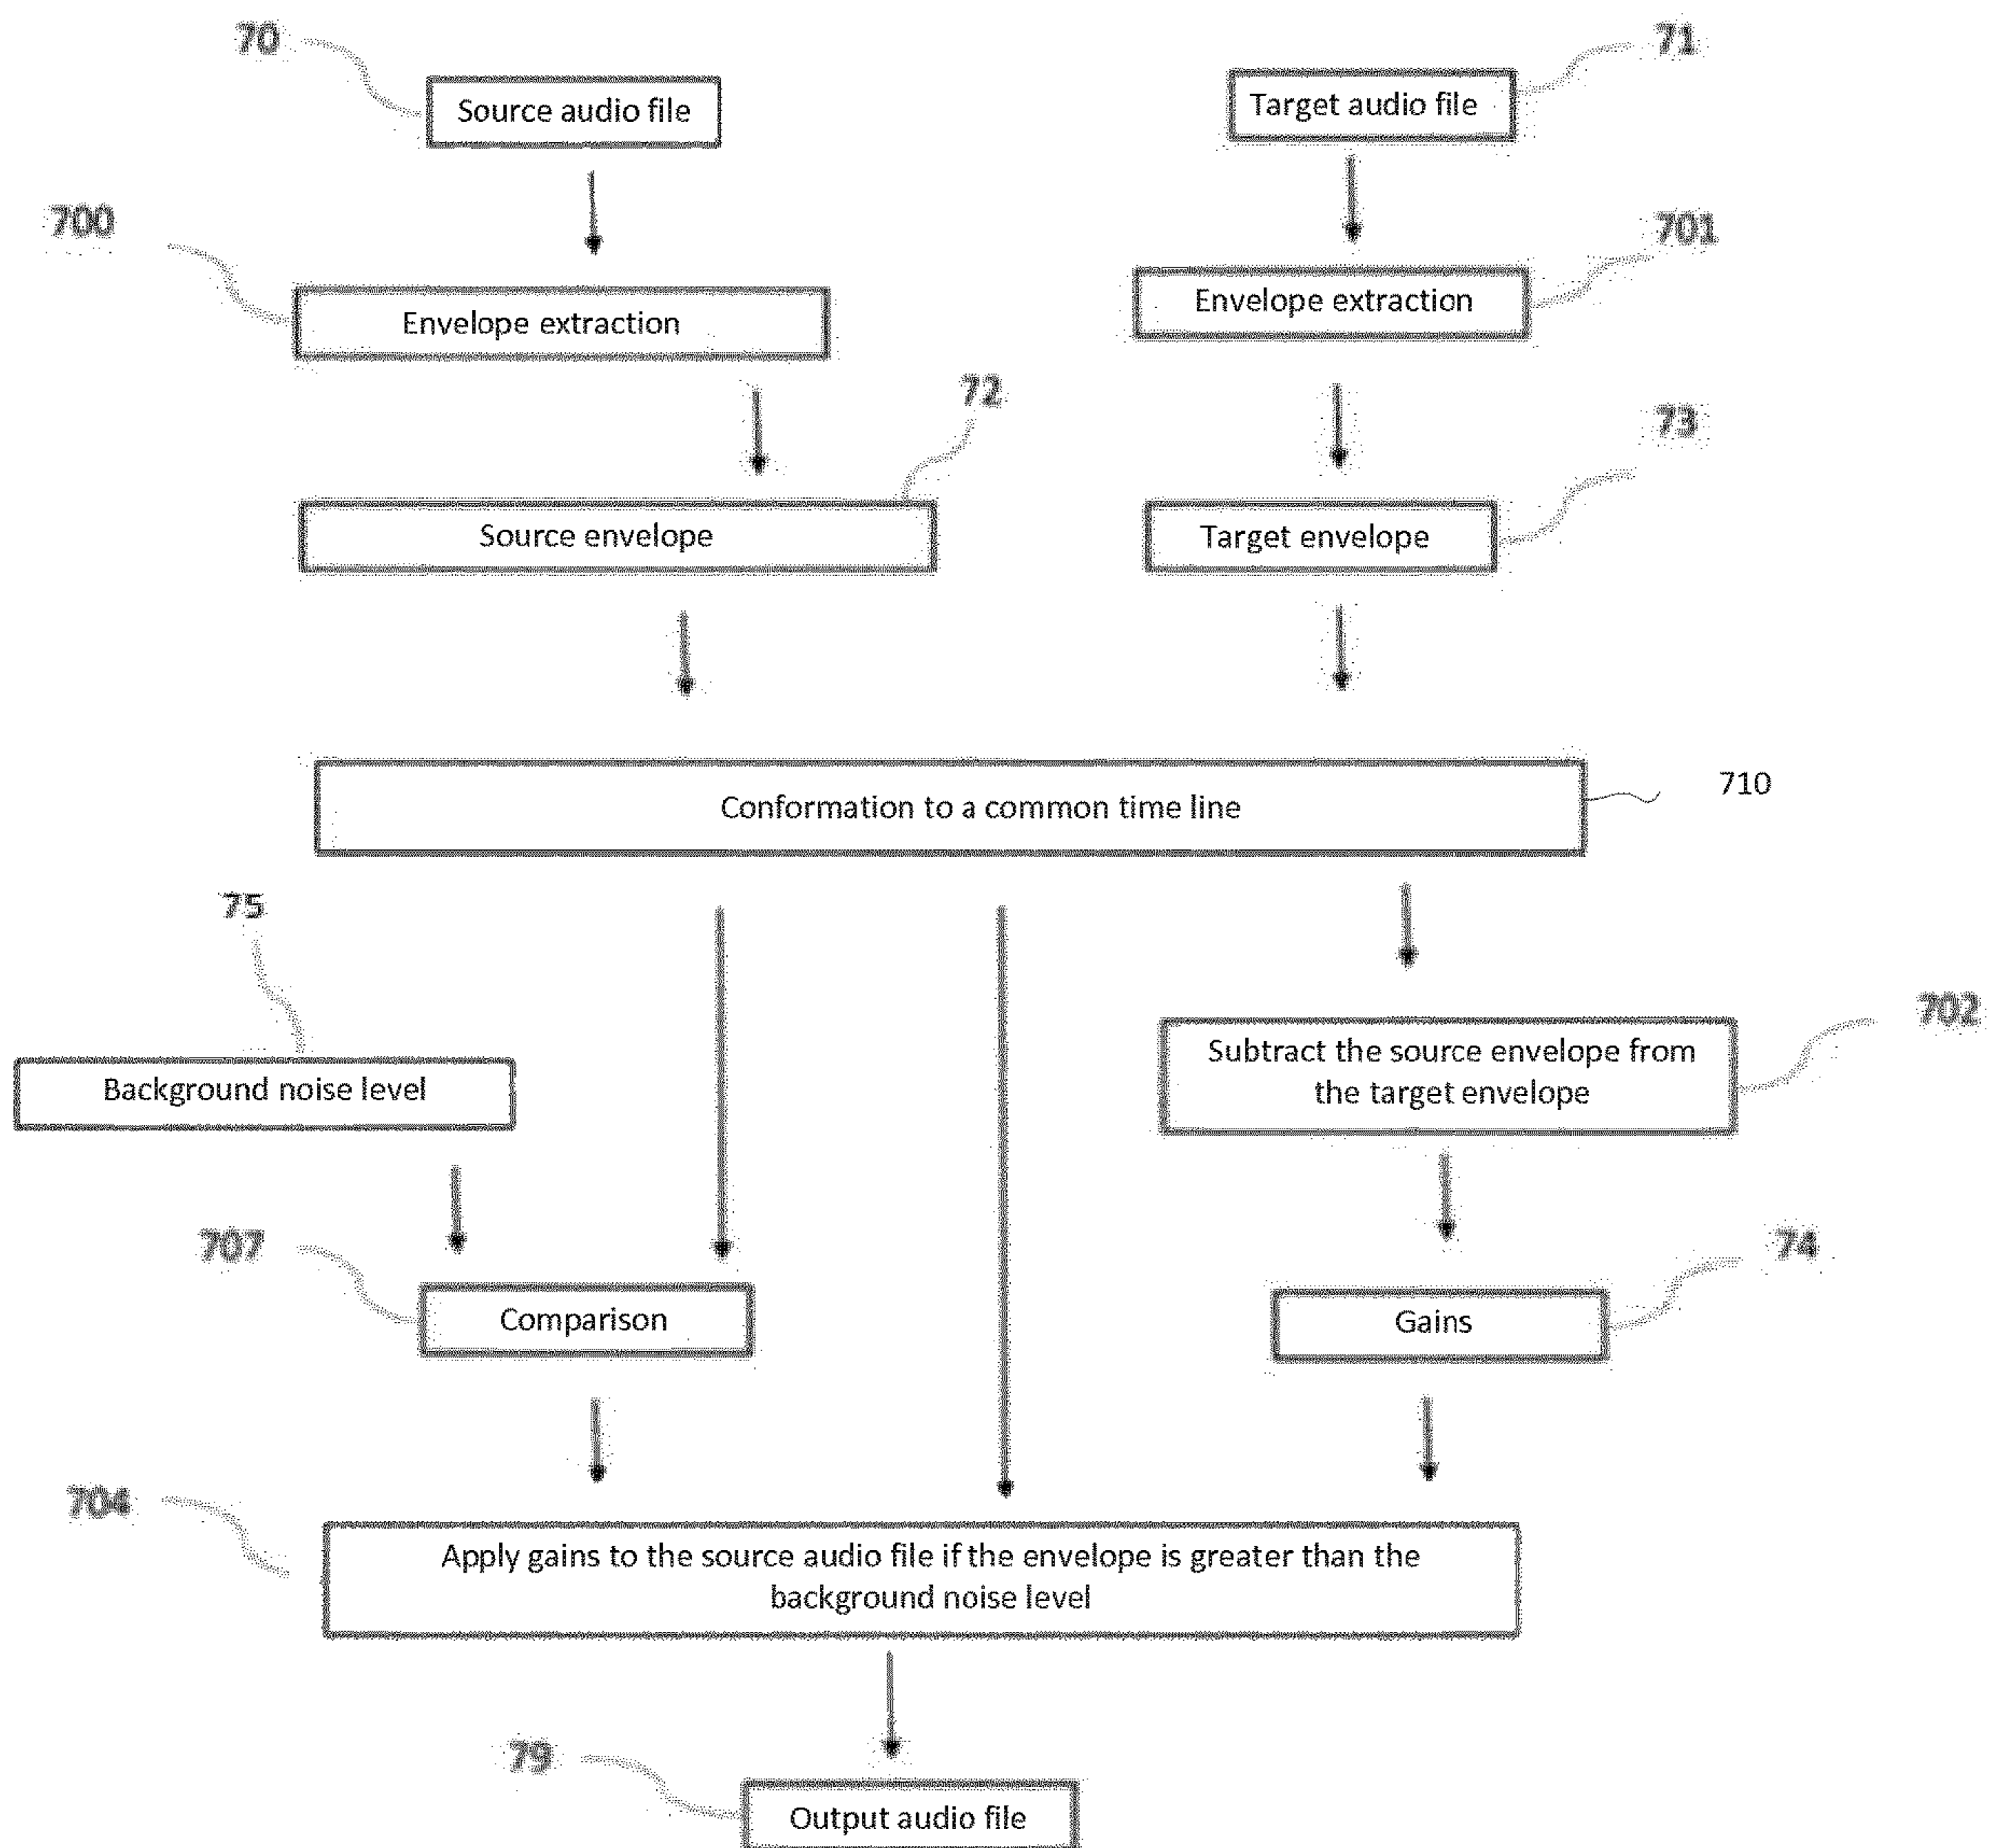 70
71
Source audio file
Target audio file
700
701
Envelope extraction
Envelope extraction
72
73
Source envelope
Target envelope
710
Conformation to a common time line
75
702
Background noise level
Subtract the source envelope from
the target envelope
707
74
Comparison
Gains
704
Apply gains to the source audio file if the envelope is greater than the
background noise level
79
Output audio file